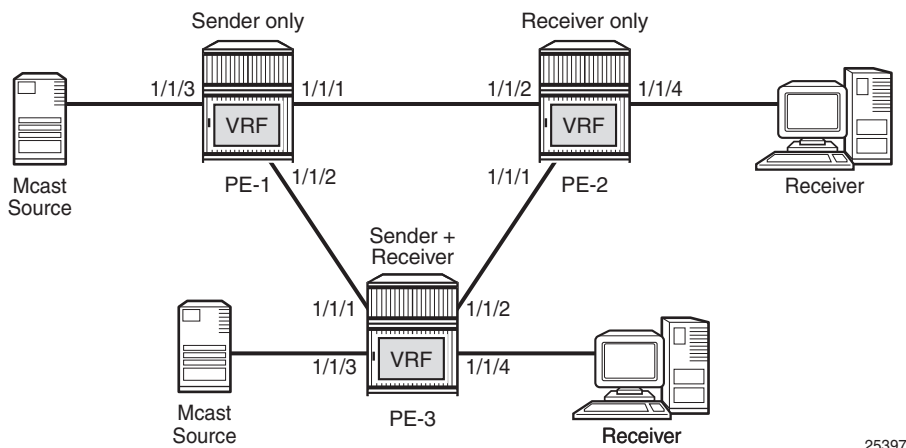 Sender only
Receiver only
1/1/3
1/1/1
1/1/2
1/1/4
VRF
VRF
Mcast
Source
PE-1
1/1/2
1/1/1
PE-2
Receiver
Sender +
Receiver
1/1/1
1/1/2
1/1/3
VRF
1/1/4
Mcast
Source
PE-3
Receiver
25397